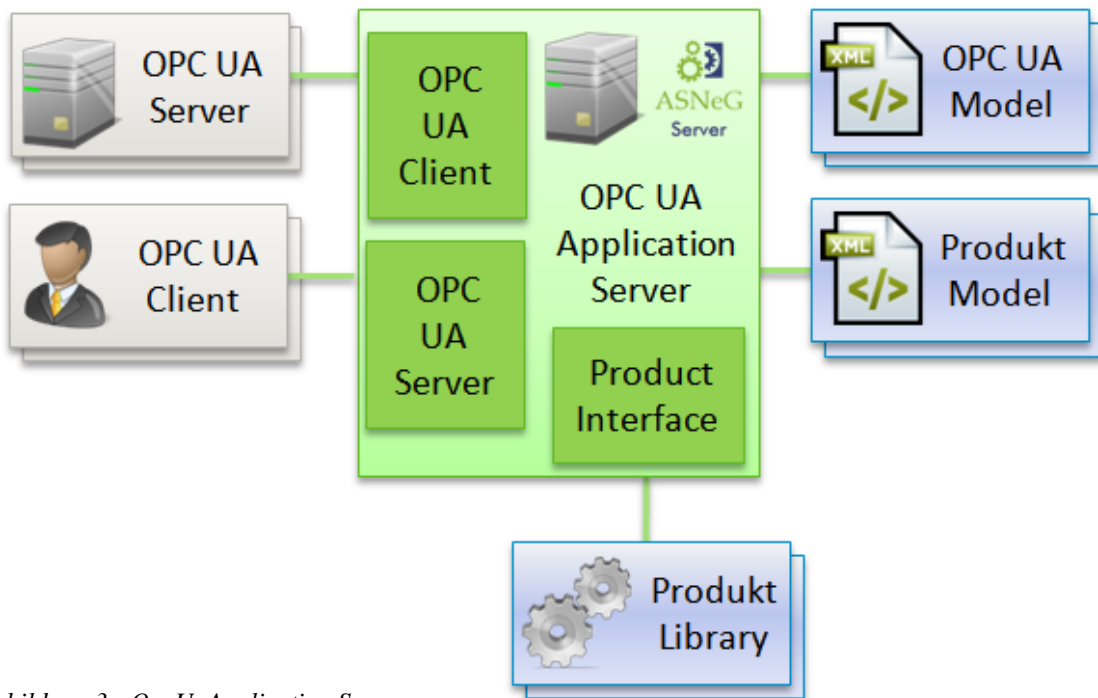 OPC UA
Server
OPC UA
Client
OPC
UA
Client
OPC
UA
Server
ASNeG
Server
OPC UA
Application
Server
Product
Interface
XML
</>
OPC UA
Model
XML
</>
Produkt
Model
Produkt
Library